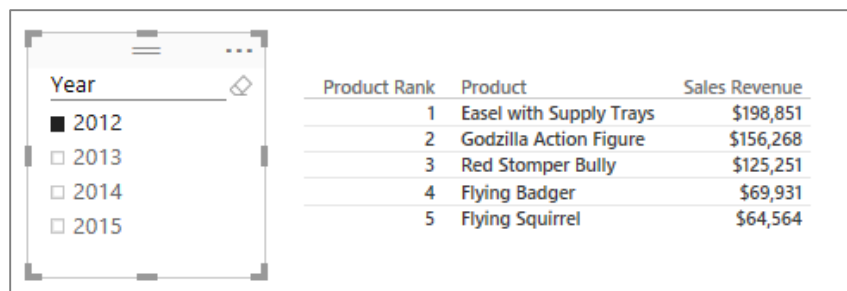 Year
2012
2013
2014
2015
Product Rank Product Sales Revenue
1 Easel with Supply Trays $198,851
2 Godzilla Action Figure $156,268
3 Red Stomper Bully $125,251
4 Flying Badger $69,931
5 Flying Squirrel $64,564